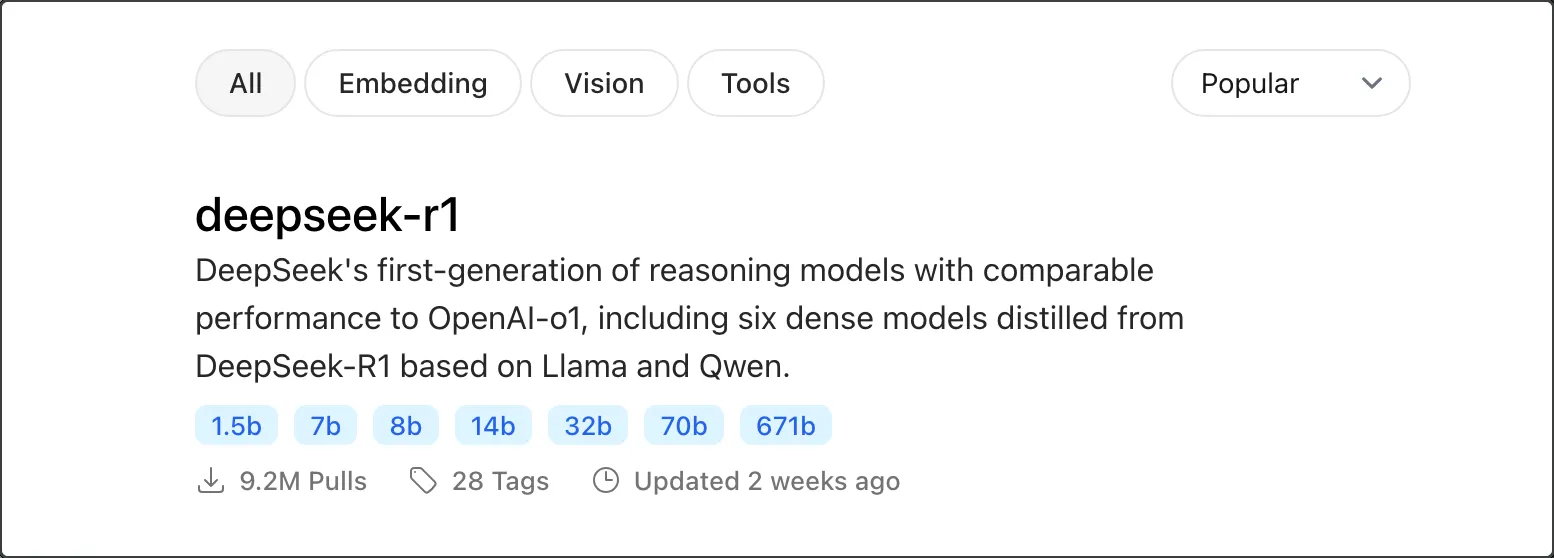 All Embedding Vision Tools Popular
deepseek-r1
DeepSeek's first-generation of reasoning models with comparable
performance to OpenAI-o1, including six dense models distilled from
DeepSeek-R1 based on Llama and Qwen.
1.5b 7b 8b 14b 32b 70b 671b
9.2M Pulls 28 Tags Updated 2 weeks ago